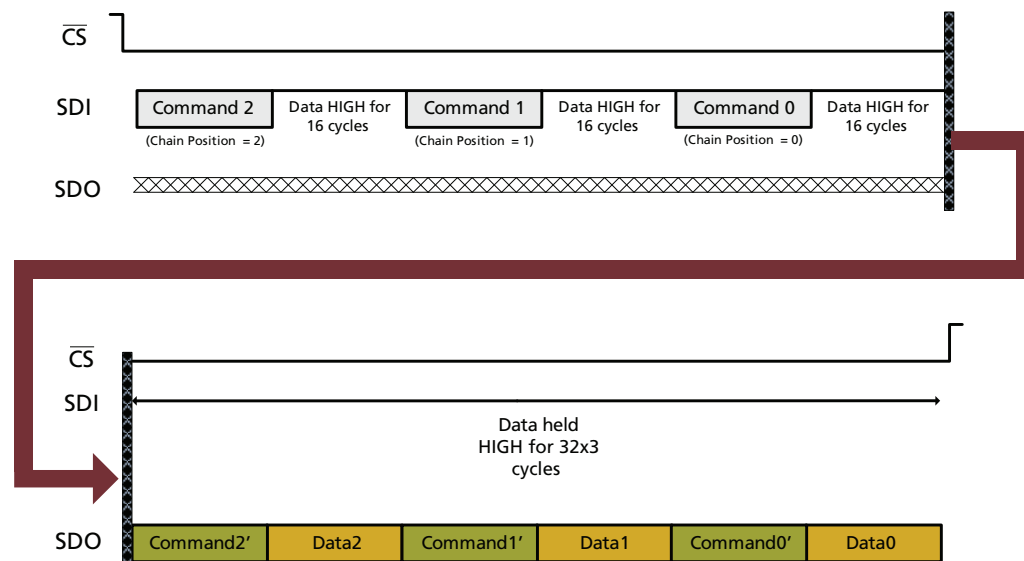 CS
SDI
Command 2
Data HIGH for
16 cycles
Command 1
Data HIGH for
16 cycles
Command 0
Data HIGH for
16 cycles
(Chain Position = 2)
(Chain Position = 1)
(Chain Position = 0)
SDO
CS
SDI
Data held
HIGH for 32x3
cycles
SDO
Command2’
Data2
Command1’
Data1
Command0’
Data0